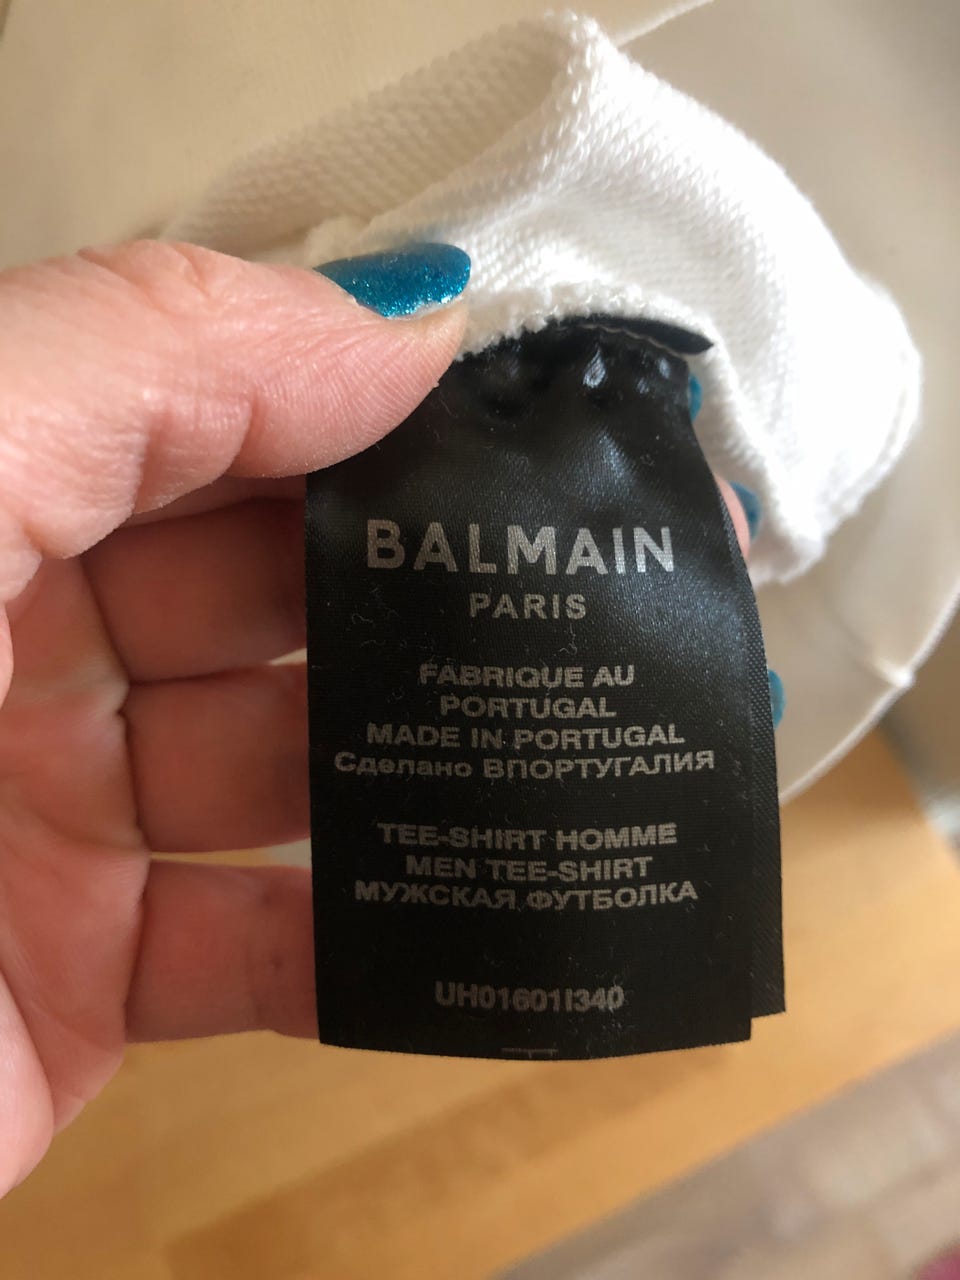 BALMAIN
PARIS
FABRIQUE AU
PORTUGAL
MADE IN PORTUGAL
Сделано ВПОРТУГАЛИЯ
TEE-SHIRT HOMME
MEN TEE-SHIRT
МУЖСКАЯ ФУТБОЛКА
UH01601I340